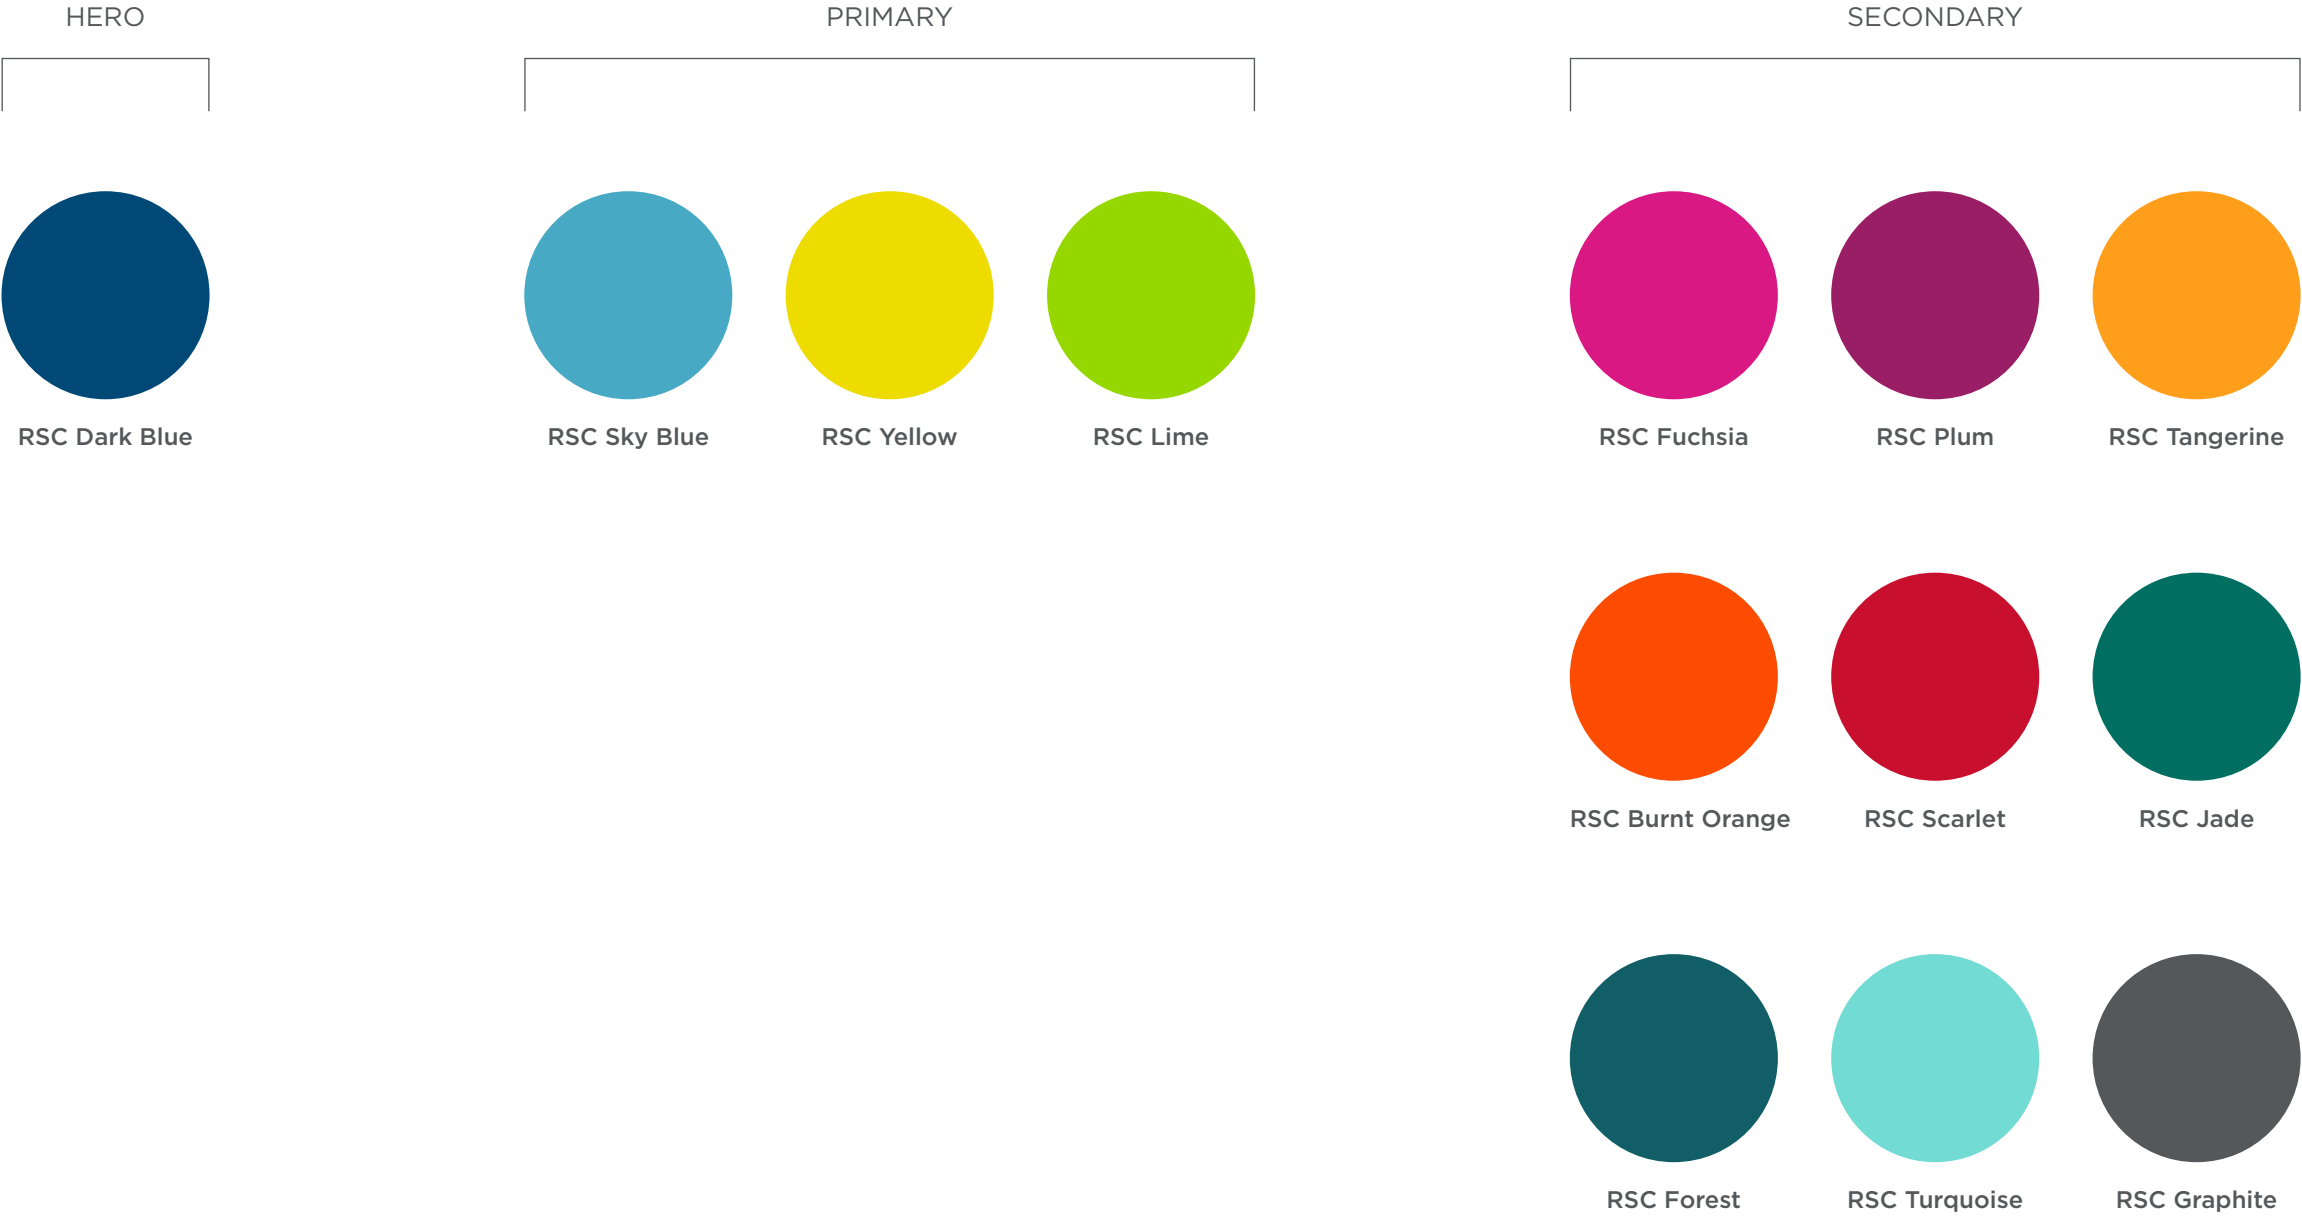 HERO
PRIMARY
SECONDARY
RSC Dark Blue
RSC Sky Blue
RSC Yellow
RSC Lime
RSC Fuchsia
RSC Plum
RSC Tangerine
RSC Burnt Orange
RSC Scarlet
RSC Jade
RSC Forest
RSC Turquoise
RSC Graphite